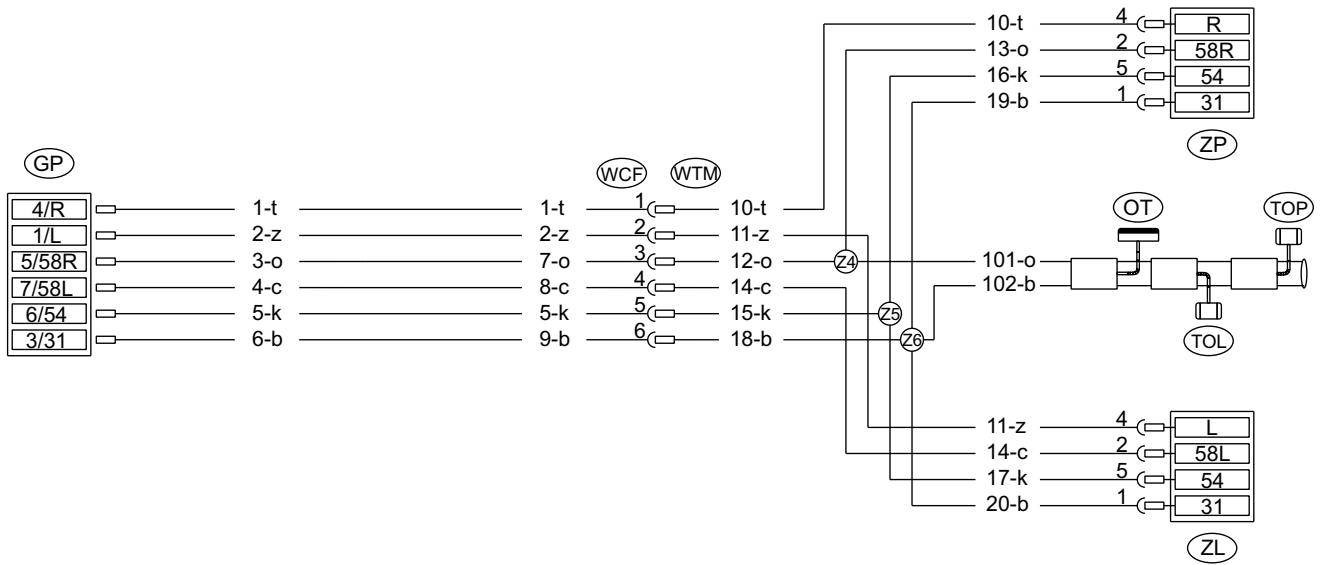 10-t 4 R
13-o 2 58R
16-k 5 54
19-b 1 31
ZP
GP
WCF WTM
4/R 1-t 1-t 1 10-t
1/L 2-z 2-z 2 11-z
5/58R 3-o 7-o 3 12-o Z4 101-o
7/58L 4-c 8-c 4 14-c 102-b
6/54 5-k 5-k 5 15-k Z5
3/31 6-b 9-b 6 18-b Z6
OT TOP
TOL
11-z 4 L
14-c 2 58L
17-k 5 54
20-b 1 31
ZL